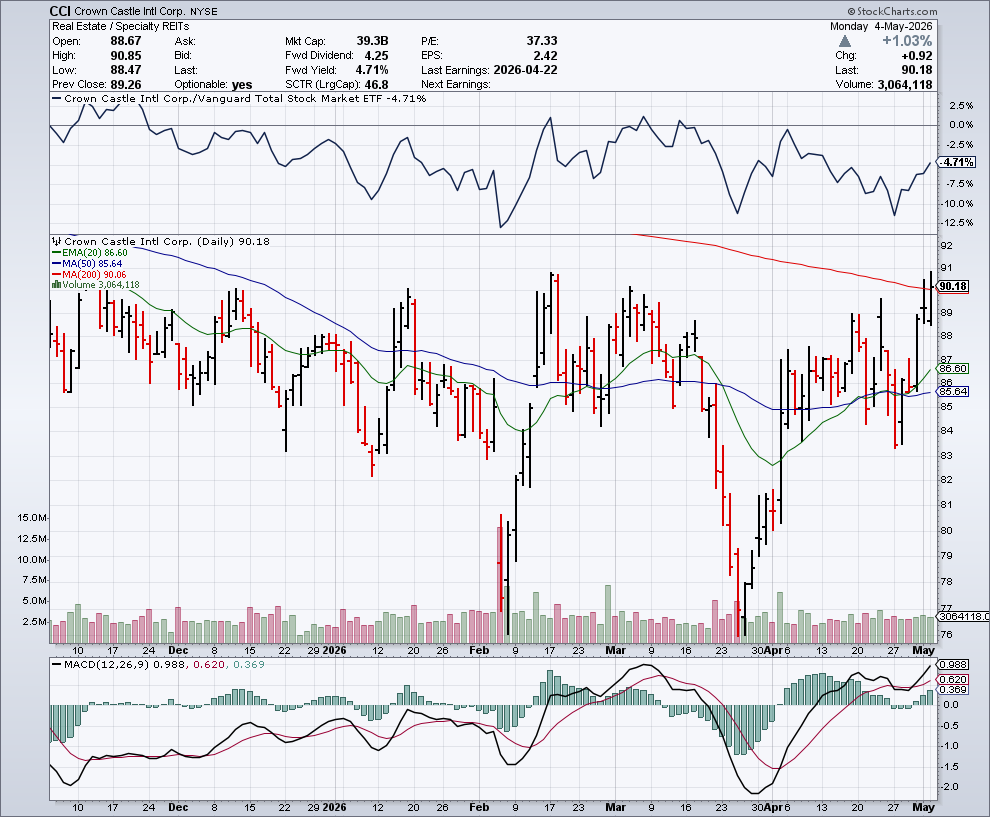 CCI Crown Castle Intl Corp. NYSE © StockCharts.com
Real Estate / Specialty REITs Monday 4-May-2026
Open: 88.67 Ask: Mkt Cap: 39.3B P/E: 37.33 +1.03%
High: 90.85 Bid: Fwd Dividend: 4.25 EPS: 2.42 Chg: +0.92
Low: 88.47 Last: Fwd Yield: 4.71% Last Earnings: 2026-04-22 Last: 90.18
Prev Close: 89.26 Optionable: yes SCTR (LrgCap): 46.8 Next Earnings: Volume: 3,064,118
Crown Castle Intl Corp./Vanguard Total Stock Market ETF -4.71%
2.5%
0.0%
-2.5%
-4.71%
-7.5%
-10.0%
-12.5%
Crown Castle Intl Corp. (Daily) 90.18
EMA(20) 86.60
MA(50) 85.64
MA(200) 90.06
Volume 3,064,118
92
91
90.18
89
88
87
86.60
86
85.64
85
84
83
82
81
80
79
78
77
3064118.0
76
15.0M
12.5M
10.0M
7.5M
5.0M
2.5M
10 17 24 Dec 8 15 22 29 2026 12 20 26 Feb 9 17 23 Mar 9 16 23 30 Apr 6 13 20 27 May
MACD(12,26,9) 0.988, 0.620, 0.369
0.988
0.620
0.369
0.0
-0.5
-1.0
-1.5
-2.0
10 17 24 Dec 8 15 22 29 2026 12 20 26 Feb 9 17 23 Mar 9 16 23 30 Apr 6 13 20 27 May